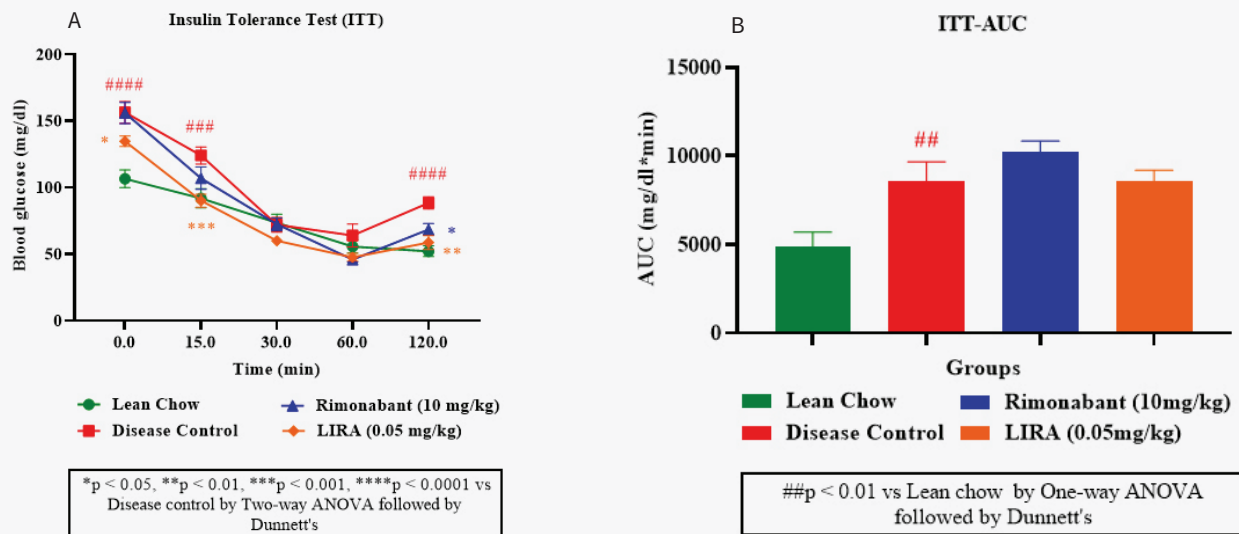 A
Insulin Tolerance Test (ITT)
200
150
100
50
0
Blood glucose (mg/dl)
####
###
####
*
***
*
**
0.0 15.0 30.0 60.0 120.0
Time (min)
Lean Chow
Rimonabant (10 mg/kg)
Disease Control
LIRA (0.05 mg/kg)
*p < 0.05, **p < 0.01, ***p < 0.001, ****p < 0.0001 vs
Disease control by Two-way ANOVA followed by
Dunnett's
B
ITT-AUC
15000
10000
5000
0
AUC (mg/dl*min)
##
Groups
Lean Chow
Rimonabant (10mg/kg)
Disease Control
LIRA (0.05mg/kg)
##p < 0.01 vs Lean chow by One-way ANOVA
followed by Dunnett's